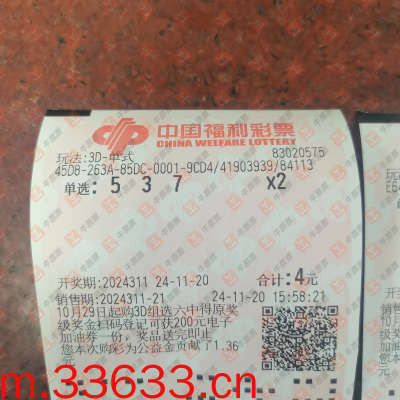 中国福利彩票
CHINA WELFARE LOTTERY
玩法:3D-单式 83020575
45D8-263A-85DC-0001-9CD4/41903939/84113
单选: 5 3 7 x2
开奖期:2024311 24-11-20 合计:4元
销售期:2024311-21 24-11-20 15:58:21
10月29日起购3D组选六中得原奖
级奖金扫码登记可获200元电子
加油券一份,奖品送完即止
您本次购彩为公益金贡献了1.36
m.33633.cn